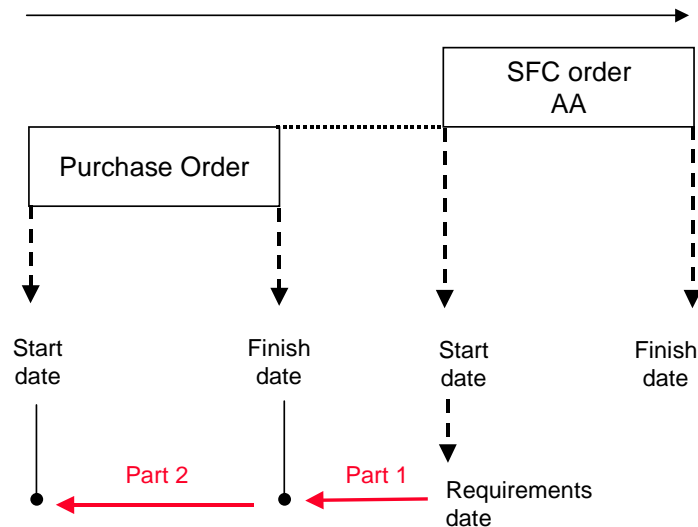 SFC order
AA
Purchase Order
Start
date
Finish
date
Start
date
Finish
date
Part 2
Part 1
Requirements
date